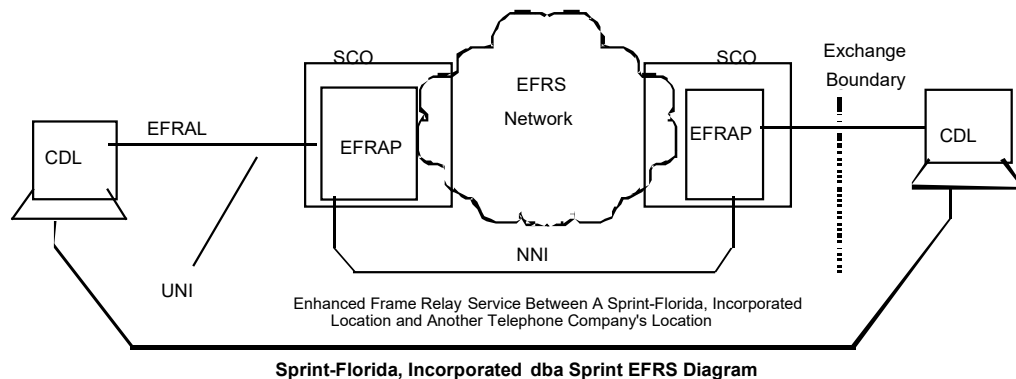 SCO
SCO
Exchange
Boundary
EFRS
Network
EFRAL
CDL
EFRAP
EFRAP
CDL
NNI
UNI
Enhanced Frame Relay Service Between A Sprint-Florida, Incorporated
Location and Another Telephone Company's Location
Sprint-Florida, Incorporated dba Sprint EFRS Diagram